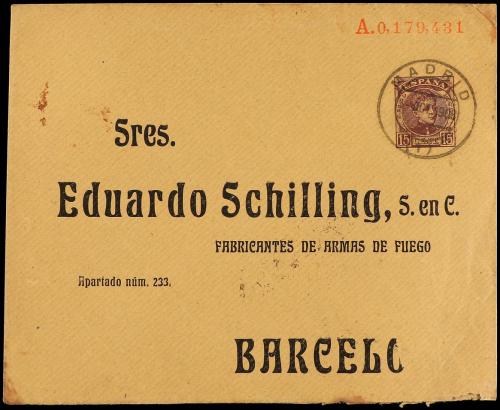 A.0,179,431
MADRID
ESPAÑA
15 15
Sres.
Eduardo Schilling, S. en C.
FABRICANTES DE ARMAS DE FUEGO
Apartado núm. 233.
BARCELO